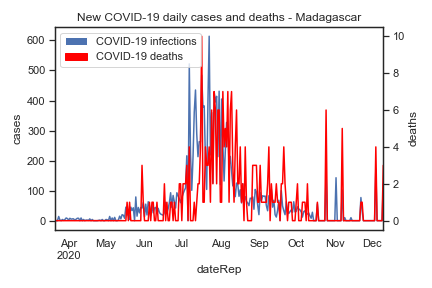 New COVID-19 daily cases and deaths - Madagascar
COVID-19 infections
COVID-19 deaths
600
500
400
300
200
100
0
cases
10
8
6
4
2
0
deaths
Apr May Jun Jul Aug Sep Oct Nov Dec
2020
dateRep